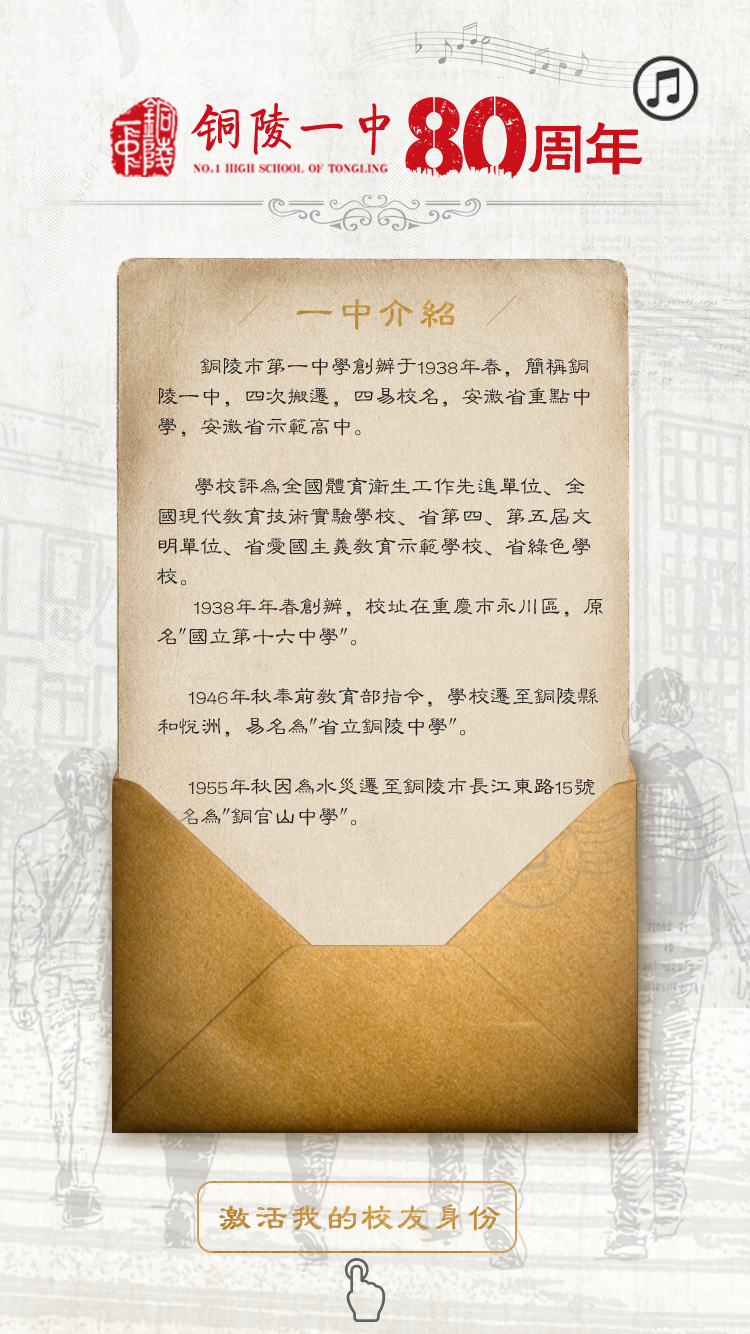 铜陵一中
NO.1 HIGH SCHOOL OF TONGLING
80周年
一中介紹
銅陵市第一中學創辦于1938年春，簡稱銅
陵一中，四次搬遷，四易校名，安徽省重點中
學，安徽省示範高中。
學校評為全國體育衛生工作先進單位、全
國現代教育技術實驗學校、省第四、第五屆文
明單位、省愛國主義教育示範學校、省綠色學
校。
1938年年春創辦，校址在重慶市永川區，原
名"國立第十六中學"。
1946年秋奉前教育部指令，學校遷至銅陵縣
和悅洲，易名為"省立銅陵中學"。
1955年秋因為水災遷至銅陵市長江東路15號
名為"銅官山中學"。
激活我的校友身份